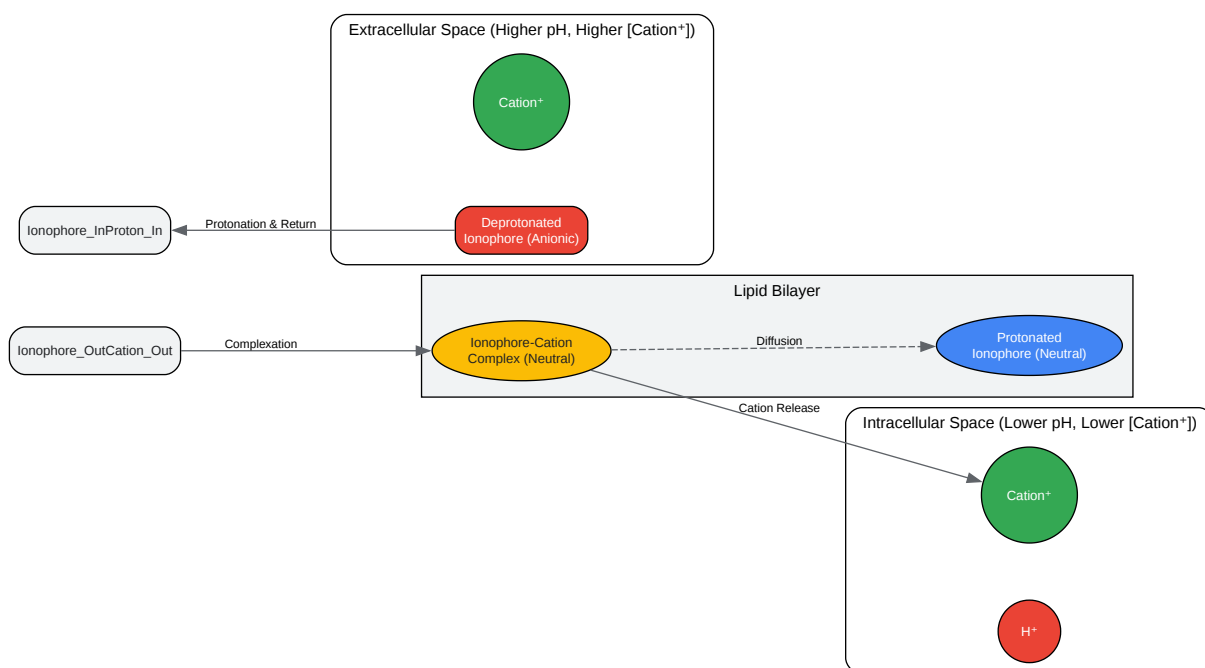 Extracellular Space (Higher pH, Higher [Cation⁺])
Cation⁺
Ionophore_InProton_In
Protonation & Return
Deprotonated
Ionophore (Anionic)
Lipid Bilayer
Ionophore_OutCation_Out
Complexation
Ionophore-Cation
Complex (Neutral)
Diffusion
Protonated
Ionophore (Neutral)
Cation Release
Intracellular Space (Lower pH, Lower [Cation⁺])
Cation⁺
H⁺